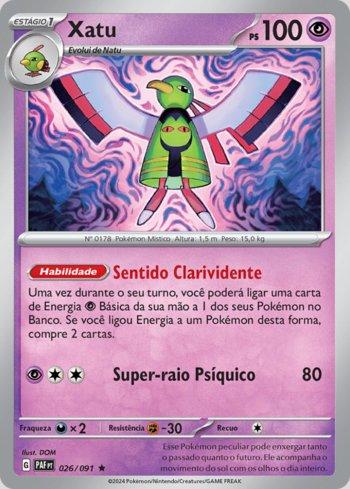 ESTÁGIO 1 Xatu PS 100
Evolui de Natu
Nº 0178 Pokémon Místico Altura: 1,5 m Peso: 15,0 kg
Habilidade Sentido Clarividente
Uma vez durante o seu turno, você poderá ligar uma carta
de Energia Básica da sua mão a 1 dos seus Pokémon no
Banco. Se você ligou Energia a um Pokémon desta forma,
compre 2 cartas.
Super-raio Psíquico 80
Fraqueza ×2 Resistência -30 Recuo
Ilust. DOM
G PAF PT 026/091 ★
Esse Pokémon peculiar pode enxergar tanto
o passado quanto o futuro. Ele acompanha o
movimento do sol com os olhos o dia inteiro.
©2024 Pokémon/Nintendo/Creatures/GAME FREAK